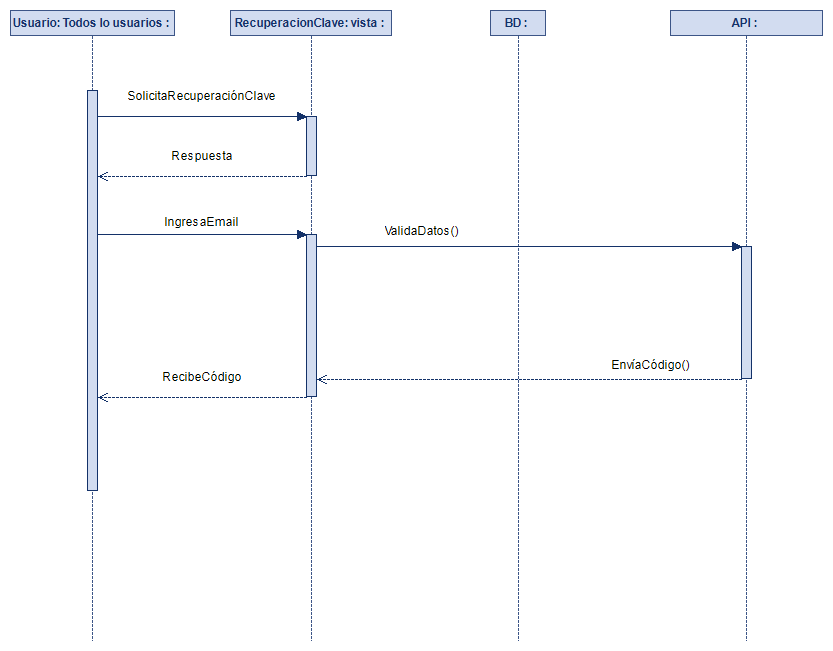 Usuario: Todos lo usuarios :
RecuperacionClave: vista :
BD :
API :
SolicitaRecuperaciónClave
Respuesta
IngresaEmail
ValidaDatos()
EnvíaCódigo()
RecibeCódigo